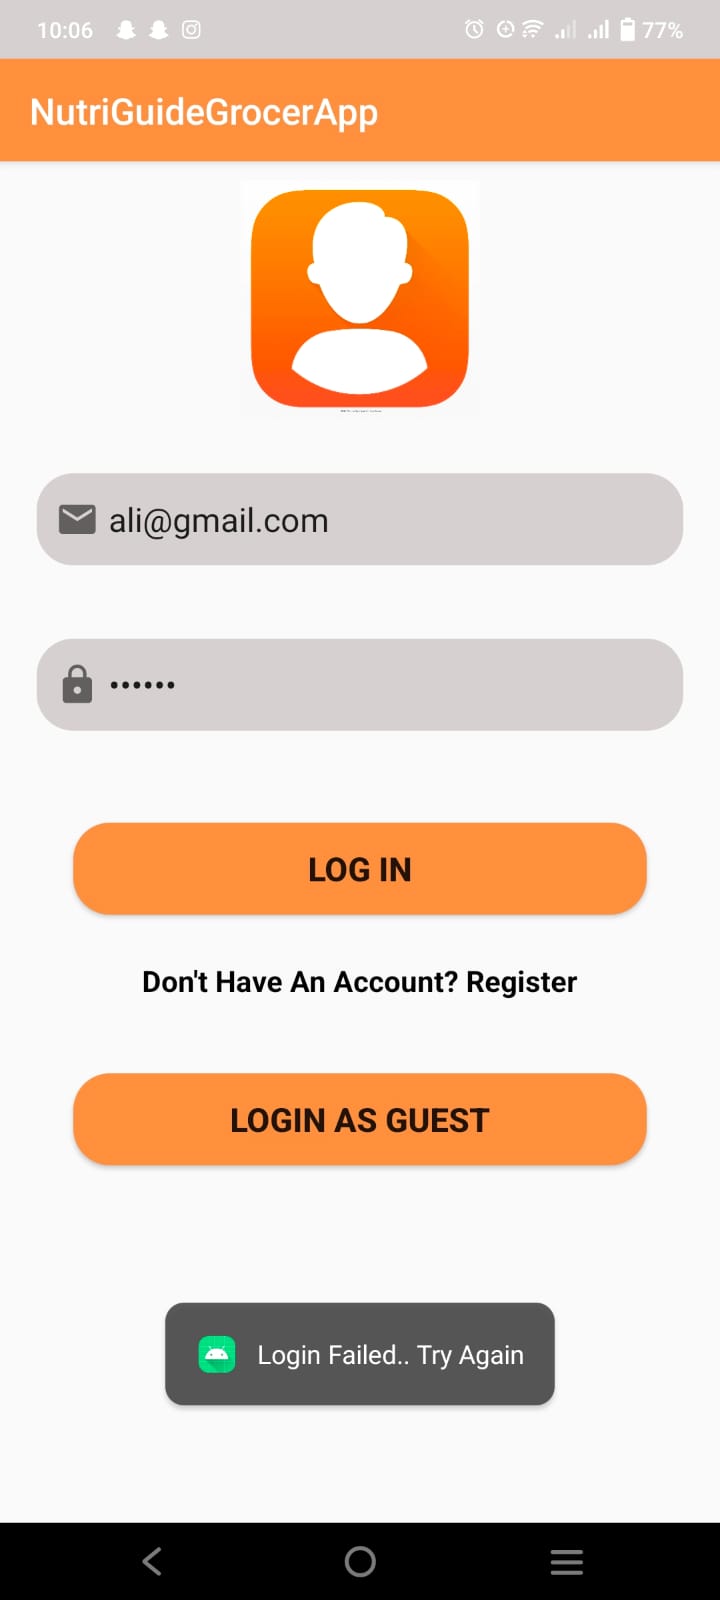 10:06 77%
NutriGuideGrocerApp
ali@gmail.com
••••••
LOG IN
Don't Have An Account? Register
LOGIN AS GUEST
Login Failed.. Try Again